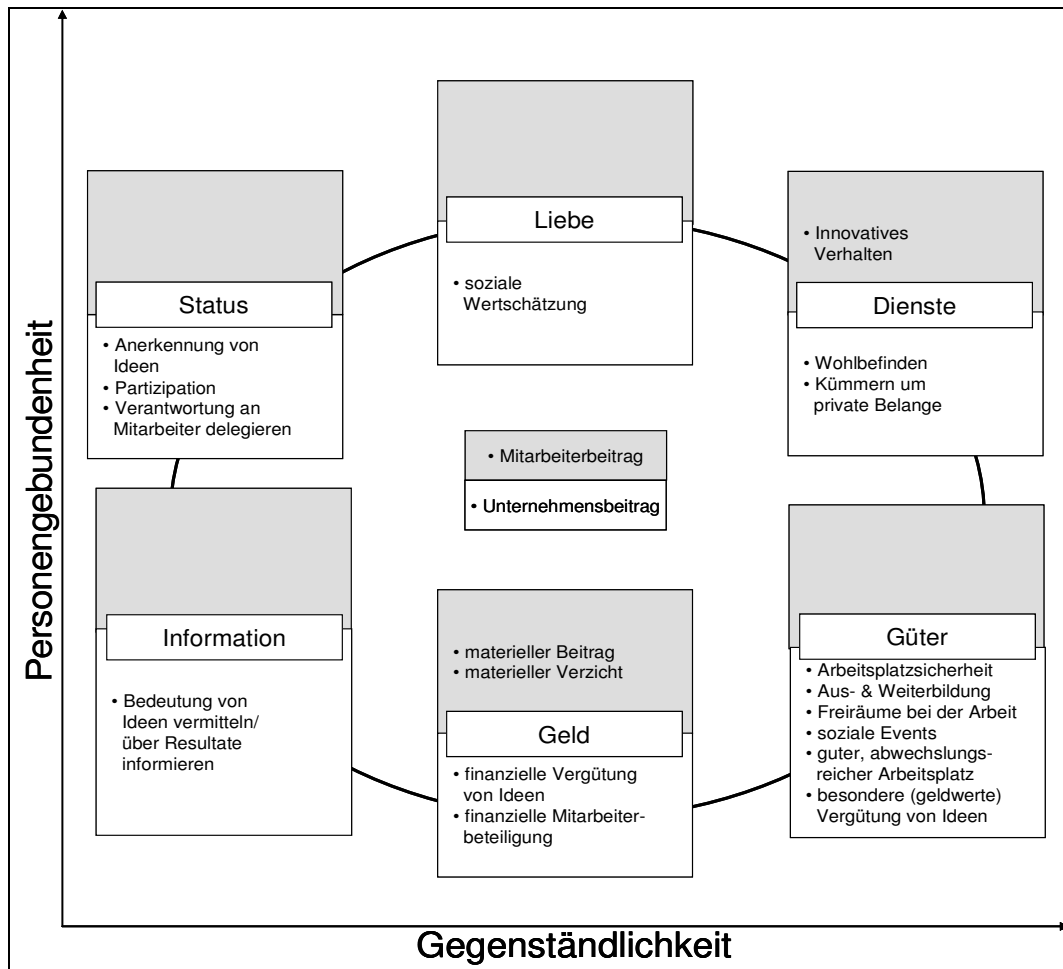 Personengebundenheit
Liebe
• soziale
Wertschätzung
Status
• Anerkennung von
Ideen
• Partizipation
• Verantwortung an
Mitarbeiter delegieren
• Innovatives
Verhalten
Dienste
• Wohlbefinden
• Kümmern um
private Belange
• Mitarbeiterbeitrag
• Unternehmensbeitrag
Information
• Bedeutung von
Ideen vermitteln/
über Resultate
informieren
• materieller Beitrag
• materieller Verzicht
Geld
• finanzielle Vergütung
von Ideen
• finanzielle Mitarbeiter-
beteiligung
Güter
• Arbeitsplatzsicherheit
• Aus- & Weiterbildung
• Freiräume bei der Arbeit
• soziale Events
• guter, abwechslungs-
reicher Arbeitsplatz
• besondere (geldwerte)
Vergütung von Ideen
Gegenständlichkeit